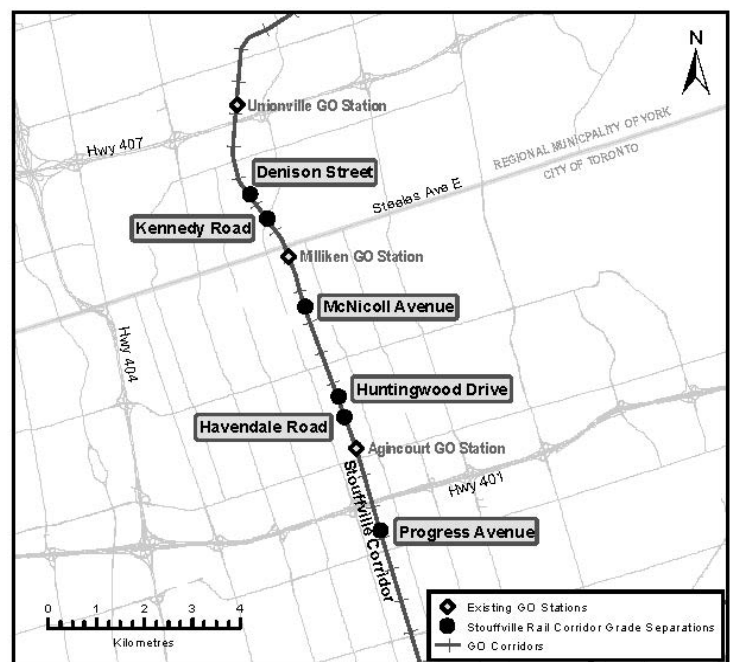 N
Unionville GO Station
Hwy 407
REGIONAL MUNICIPALITY OF YORK
CITY OF TORONTO
Denison Street
Steeles Ave E
Kennedy Road
Milliken GO Station
McNicoll Avenue
Hwy 404
Huntingwood Drive
Havendale Road
Agincourt GO Station
Hwy 401
Stouffville Corridor
Progress Avenue
0 1 2 3 4
Kilometres
Existing GO Stations
Stouffville Rail Corridor Grade Separations
GO Corridors